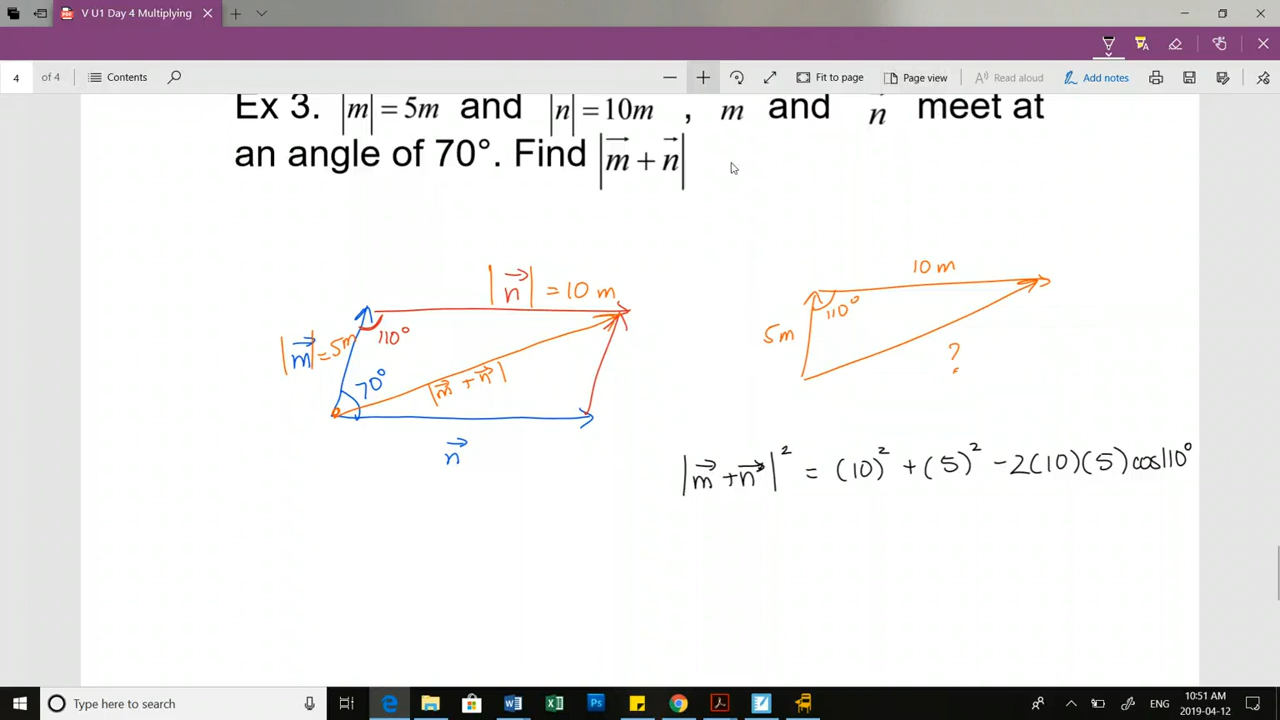 V U1 Day 4 Multiplying
4 of 4 Contents Fit to page Page view Read aloud Add notes
Ex 3. |m| = 5m and |n| = 10m , m and n meet at
an angle of 70°. Find |m + n|
|n| = 10 m
|m| = 5m
110°
70°
|m + n|
n
10 m
5m
110°
?
|m + n|² = (10)² + (5)² - 2(10)(5) cos110°
Type here to search
ENG
10:51 AM
2019-04-12